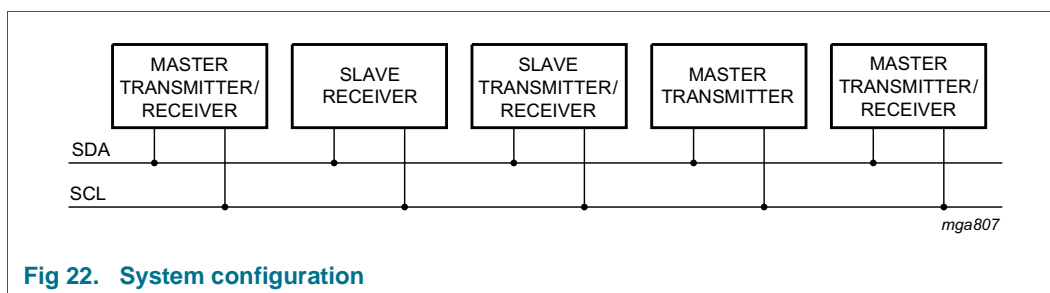 MASTER
TRANSMITTER/
RECEIVER
SLAVE
RECEIVER
SLAVE
TRANSMITTER/
RECEIVER
MASTER
TRANSMITTER
MASTER
TRANSMITTER/
RECEIVER
SDA
SCL
mga807
Fig 22. System configuration